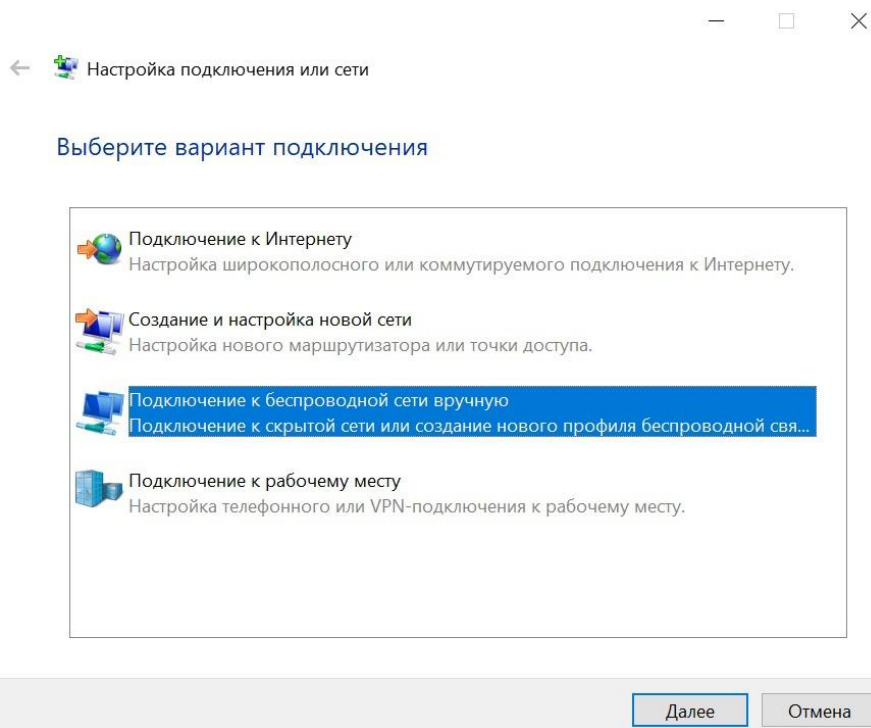 Настройка подключения или сети
Выберите вариант подключения
Подключение к Интернету
Настройка широкополосного или коммутируемого подключения к Интернету.
Создание и настройка новой сети
Настройка нового маршрутизатора или точки доступа.
Подключение к беспроводной сети вручную
Подключение к скрытой сети или создание нового профиля беспроводной свя...
Подключение к рабочему месту
Настройка телефонного или VPN-подключения к рабочему месту.
Далее Отмена